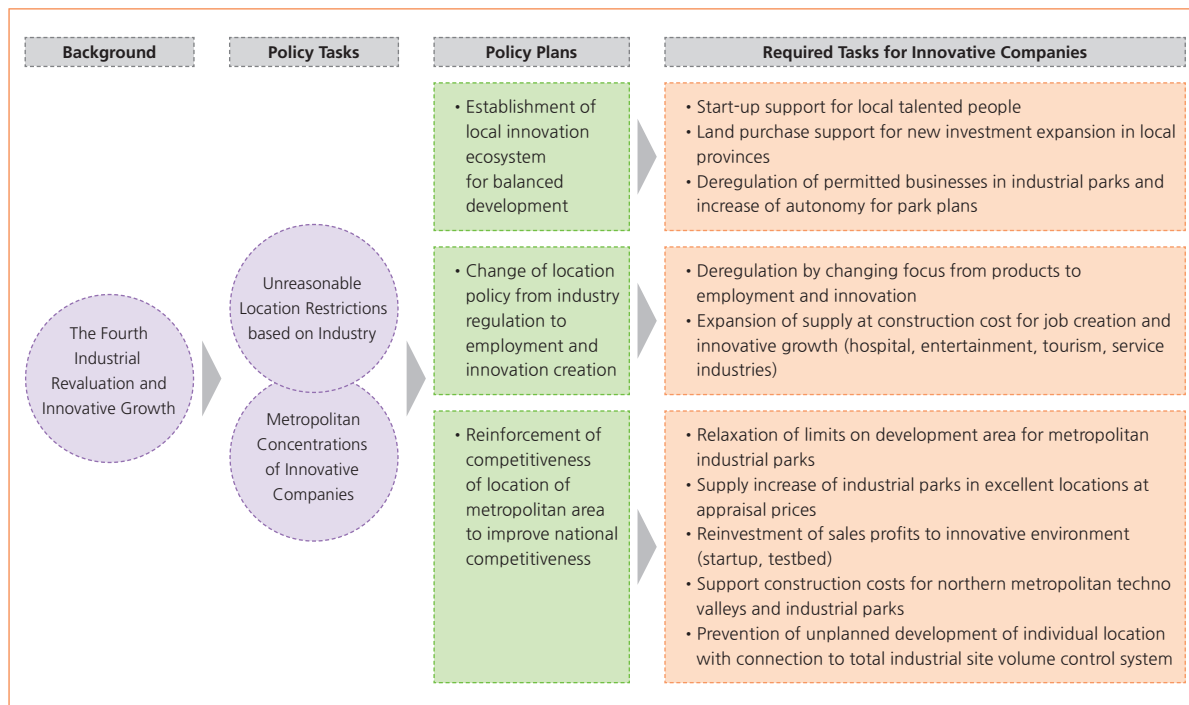 Background
Policy Tasks
Policy Plans
Required Tasks for Innovative Companies
The Fourth
Industrial
Revaluation and
Innovative Growth
Unreasonable
Location Restrictions
based on Industry
Metropolitan
Concentrations
of Innovative
Companies
• Establishment of
local innovation
ecosystem
for balanced
development
• Start-up support for local talented people
• Land purchase support for new investment expansion in local
provinces
• Deregulation of permitted businesses in industrial parks and
increase of autonomy for park plans
• Change of location
policy from industry
regulation to
employment and
innovation creation
• Deregulation by changing focus from products to
employment and innovation
• Expansion of supply at construction cost for job creation and
innovative growth (hospital, entertainment, tourism, service
industries)
• Reinforcement of
competitiveness
of location of
metropolitan area
to improve national
competitiveness
• Relaxation of limits on development area for metropolitan
industrial parks
• Supply increase of industrial parks in excellent locations at
appraisal prices
• Reinvestment of sales profits to innovative environment
(startup, testbed)
• Support construction costs for northern metropolitan techno
valleys and industrial parks
• Prevention of unplanned development of individual location
with connection to total industrial site volume control system